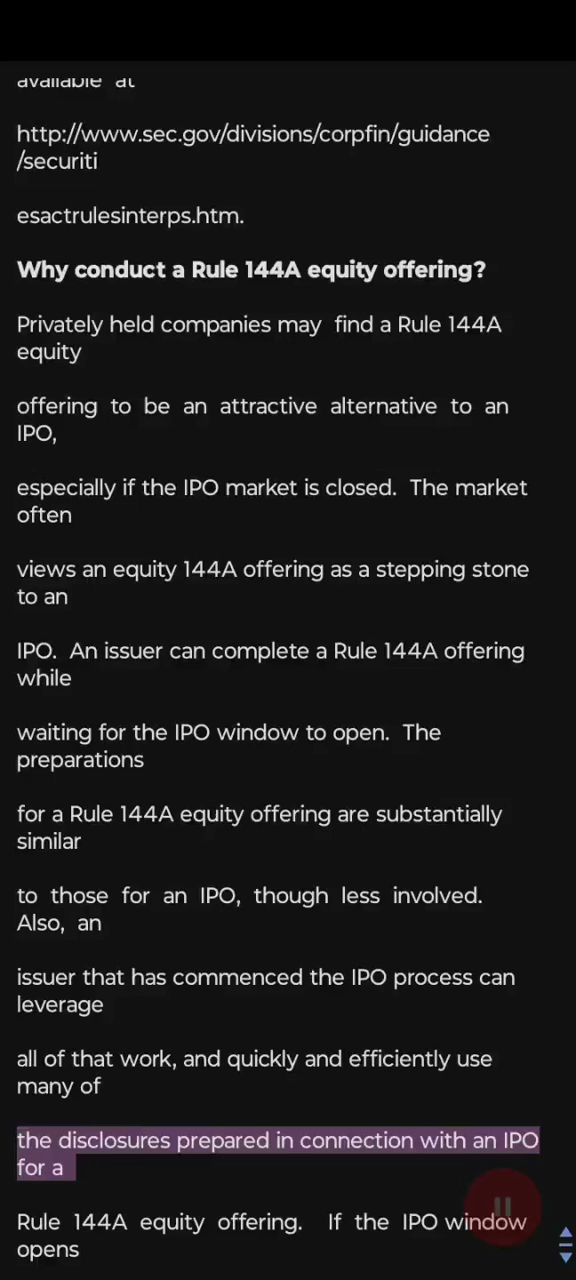 available at
http://www.sec.gov/divisions/corpfin/guidance
/securiti
esactrulesinterps.htm.
Why conduct a Rule 144A equity offering?
Privately held companies may find a Rule 144A
equity
offering to be an attractive alternative to an
IPO,
especially if the IPO market is closed. The market
often
views an equity 144A offering as a stepping stone
to an
IPO. An issuer can complete a Rule 144A offering
while
waiting for the IPO window to open. The
preparations
for a Rule 144A equity offering are substantially
similar
to those for an IPO, though less involved.
Also, an
issuer that has commenced the IPO process can
leverage
all of that work, and quickly and efficiently use
many of
the disclosures prepared in connection with an IPO
for a
Rule 144A equity offering. If the IPO window
opens